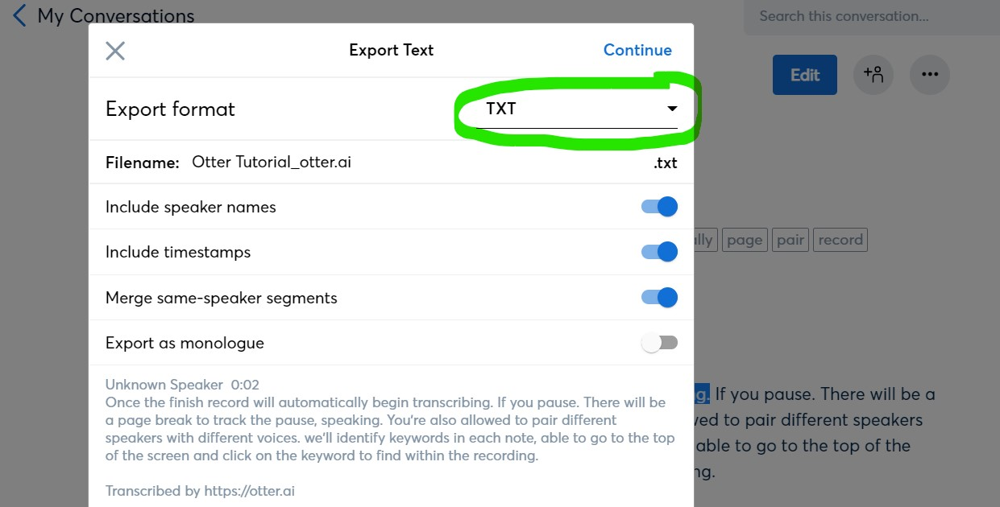 My Conversations
Search this conversation...
Export Text
Continue
Edit
Export format
TXT
Filename: Otter Tutorial_otter.ai .txt
Include speaker names
Include timestamps
page pair record
Merge same-speaker segments
Export as monologue
Unknown Speaker 0:02
Once the finish record will automatically begin transcribing. If you pause. There will be
a page break to track the pause, speaking. You're also allowed to pair different
speakers with different voices. we'll identify keywords in each note, able to go to the top
of the screen and click on the keyword to find within the recording.
Transcribed by https://otter.ai
If you pause. There will be a
to pair different speakers
able to go to the top of the